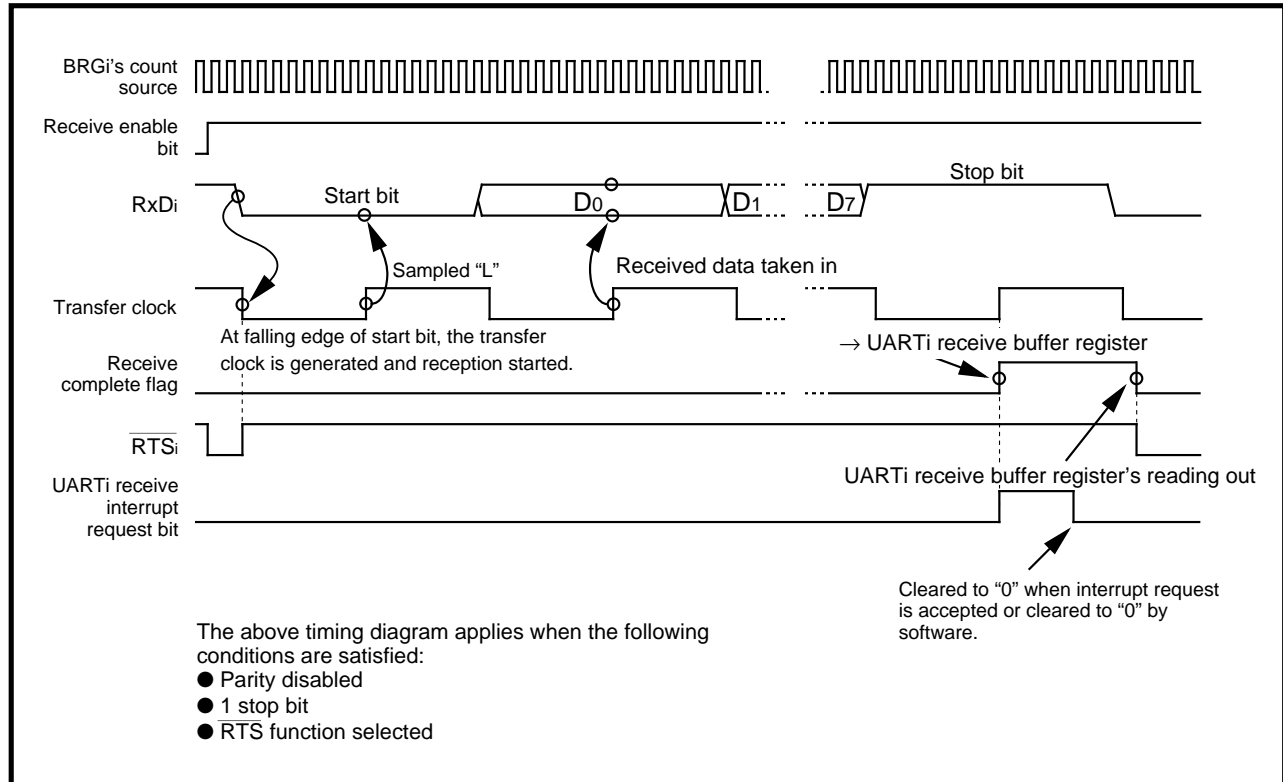 BRGi's count
source
Receive enable
bit
Stop bit
RxDi
Start bit
D0
D1
D7
Sampled “L”
Received data taken in
Transfer clock
At falling edge of start bit, the transfer
clock is generated and reception started.
→ UARTi receive buffer register
Receive
complete flag
RTSi
UARTi receive buffer register's reading out
UARTi receive
interrupt
request bit
Cleared to “0” when interrupt request
is accepted or cleared to “0” by
software.
The above timing diagram applies when the following
conditions are satisfied:
● Parity disabled
● 1 stop bit
● RTS function selected